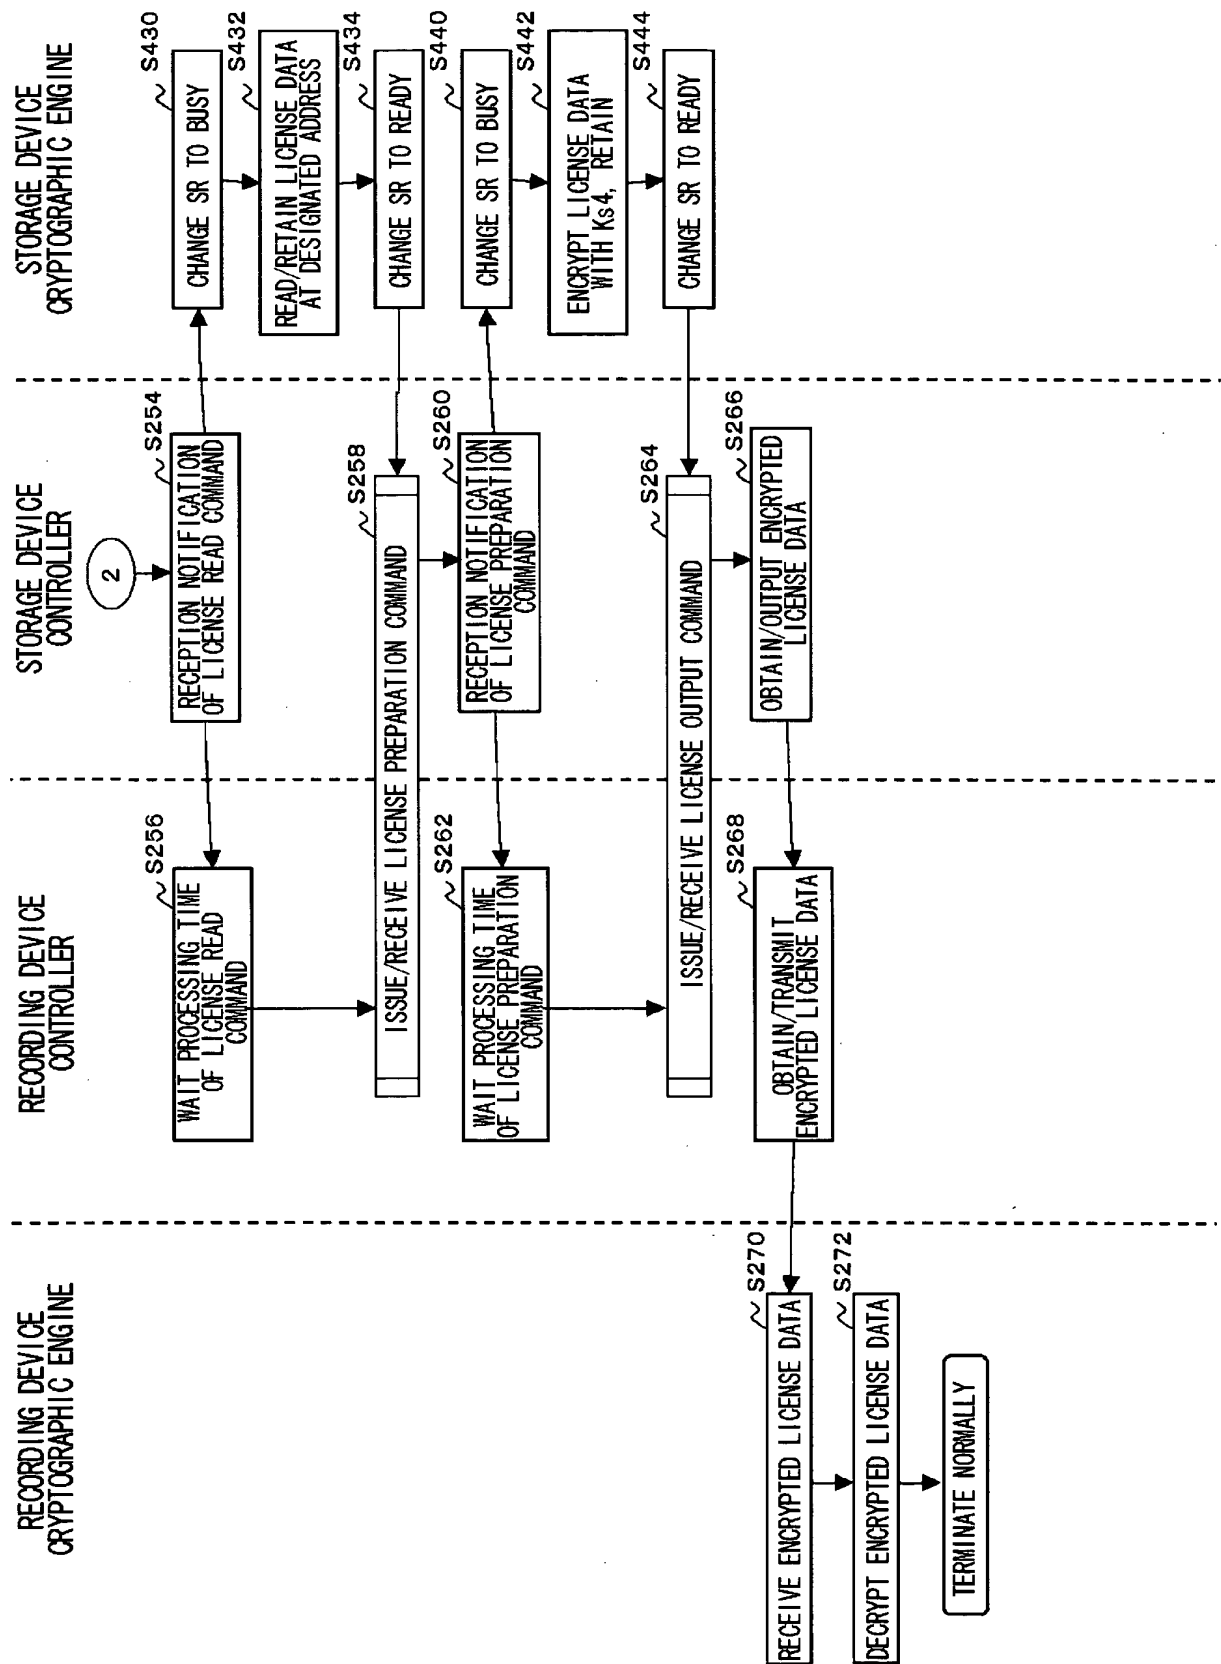 RECORDING DEVICE
CRYPTOGRAPHIC ENGINE
RECORDING DEVICE
CONTROLLER
STORAGE DEVICE
CONTROLLER
STORAGE DEVICE
CRYPTOGRAPHIC ENGINE
2
S254
RECEPTION NOTIFICATION
OF LICENSE READ COMMAND
S430
CHANGE SR TO BUSY
S256
WAIT PROCESSING TIME
OF LICENSE READ
COMMAND
S432
READ/RETAIN LICENSE DATA
AT DESIGNATED ADDRESS
S434
CHANGE SR TO READY
S258
ISSUE/RECEIVE LICENSE PREPARATION COMMAND
S260
RECEPTION NOTIFICATION
OF LICENSE PREPARATION
COMMAND
S440
CHANGE SR TO BUSY
S262
WAIT PROCESSING TIME
OF LICENSE PREPARATION
COMMAND
S442
ENCRYPT LICENSE DATA
WITH Ks4, RETAIN
S444
CHANGE SR TO READY
S264
ISSUE/RECEIVE LICENSE OUTPUT COMMAND
S266
OBTAIN/OUTPUT ENCRYPTED
LICENSE DATA
S268
OBTAIN/TRANSMIT
ENCRYPTED LICENSE DATA
S270
RECEIVE ENCRYPTED LICENSE DATA
S272
DECRYPT ENCRYPTED LICENSE DATA
TERMINATE NORMALLY